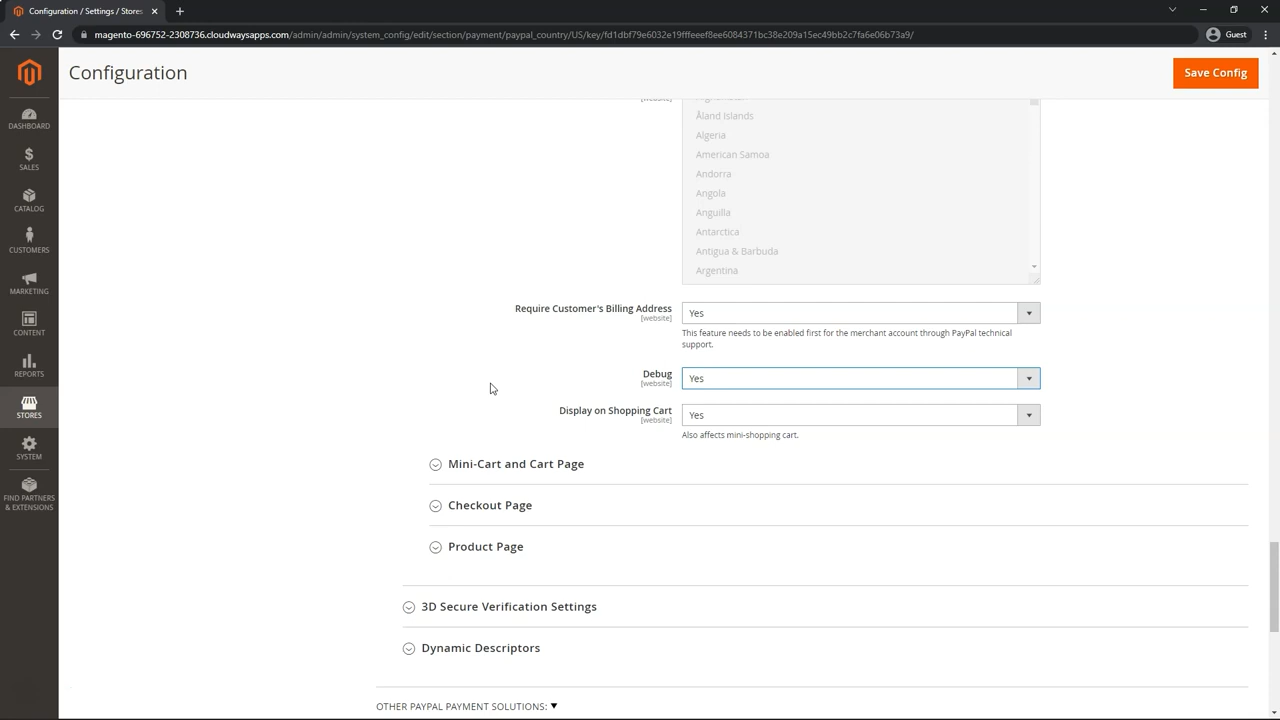 Configuration / Settings / Stores
magento-696752-2308736.cloudwaysapps.com/admin/admin/system_config/edit/section/payment/paypal_country/US/key/fd1dbf79e6032e19fffeeef8ee6084371bc38e209a15ec49bb2c7fa6e06b73a9/
Guest
Configuration
Save Config
DASHBOARD
SALES
CATALOG
CUSTOMERS
MARKETING
CONTENT
REPORTS
STORES
SYSTEM
FIND PARTNERS
& EXTENSIONS
[website]
Åland Islands
Algeria
American Samoa
Andorra
Angola
Anguilla
Antarctica
Antigua & Barbuda
Argentina
Require Customer's Billing Address
[website]
Yes
This feature needs to be enabled first for the merchant account through PayPal technical
support.
Debug
[website]
Yes
Display on Shopping Cart
[website]
Yes
Also affects mini-shopping cart.
Mini-Cart and Cart Page
Checkout Page
Product Page
3D Secure Verification Settings
Dynamic Descriptors
OTHER PAYPAL PAYMENT SOLUTIONS: